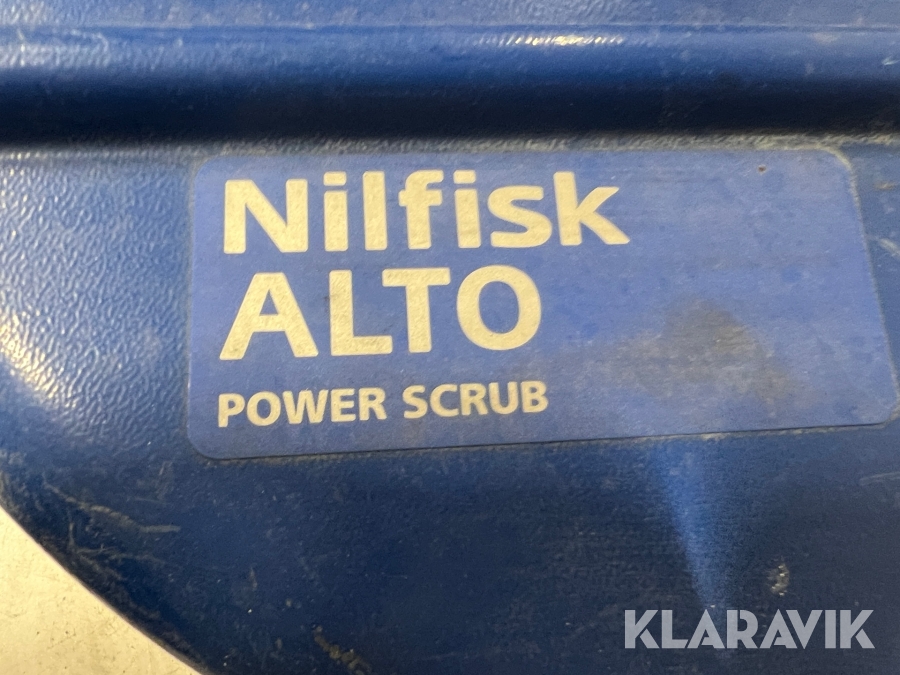 Nilfisk
ALTO
POWER SCRUB
KLARAVIK